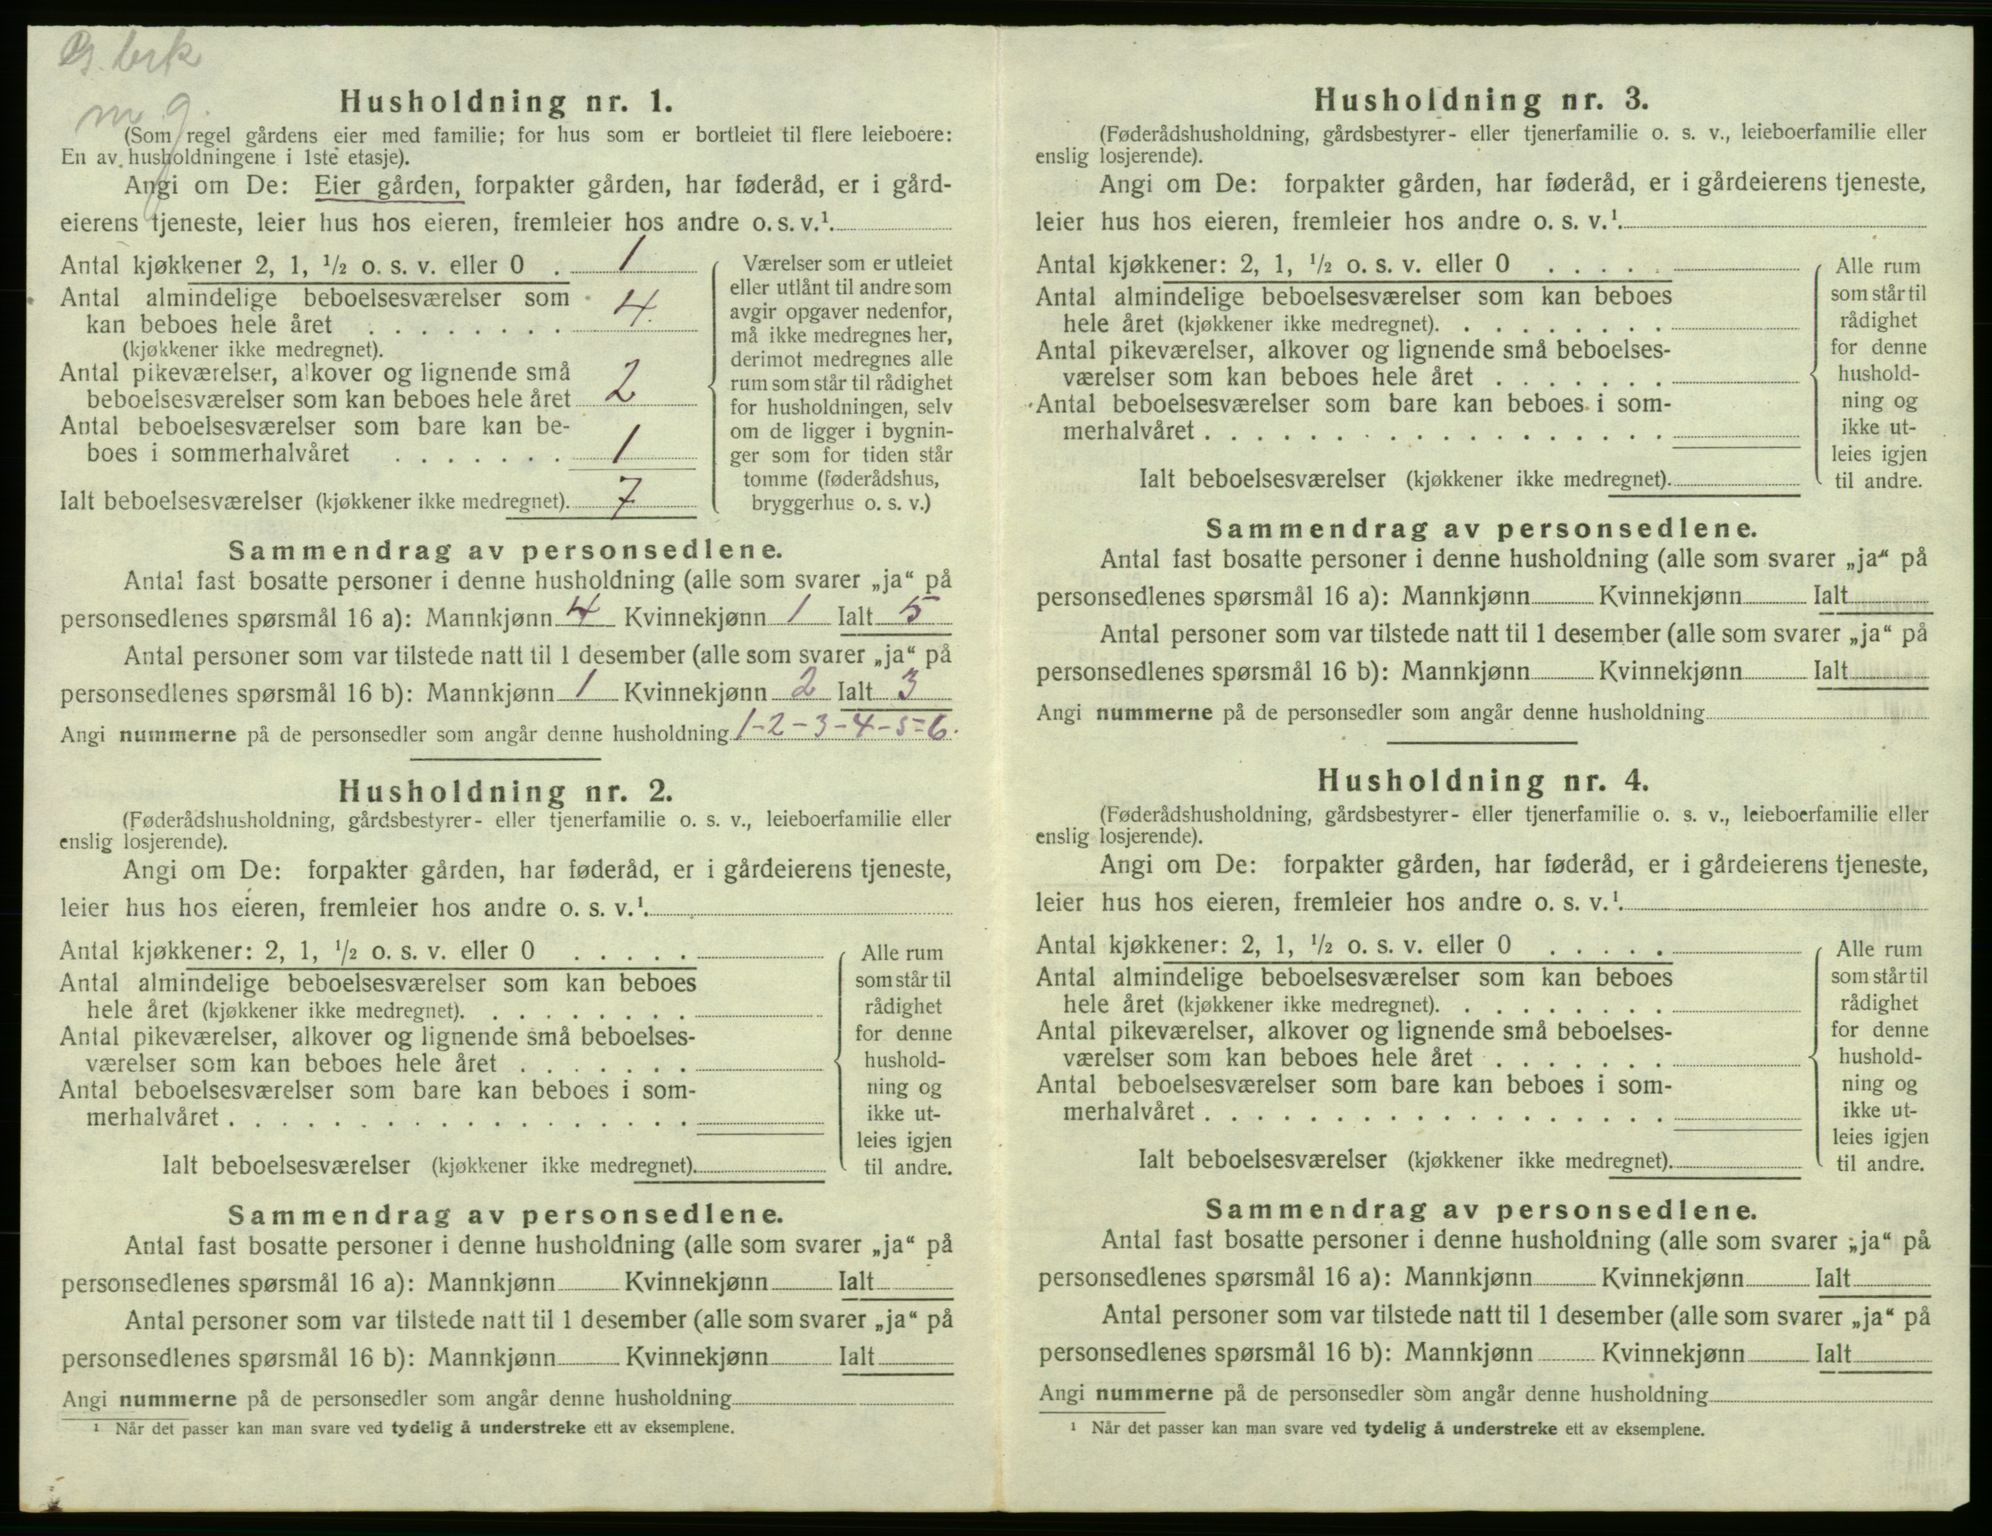 G. brk
m. g.
Husholdning nr. 1.
(Som regel gårdens eier med familie; for hus som er bortleiet til flere leieboere:
En av husholdningene i 1ste etasje).
Angi om De: Eier gården, forpakter gården, har føderåd, er i gård-
eierens tjeneste, leier hus hos eieren, fremleier hos andre o. s. v.¹
Antal kjøkkener 2, 1, ½ o. s. v. eller 0 . 1
Antal almindelige beboelsesværelser som
kan beboes hele året . . . . . . . . 4
(kjøkkener ikke medregnet).
Antal pikeværelser, alkover og lignende små
beboelsesværelser som kan beboes hele året 2
Antal beboelsesværelser som bare kan be-
boes i sommerhalvåret . . . . . . . 1
Ialt beboelsesværelser (kjøkkener ikke medregnet). 7
Værelser som er utleiet
eller utlånt til andre som
avgir opgaver nedenfor,
må ikke medregnes her,
derimot medregnes alle
rum som står til rådighet
for husholdningen, selv
om de ligger i bygnin-
ger som for tiden står
tomme (føderådshus,
bryggerhus o. s. v.)
Sammendrag av personsedlene.
Antal fast bosatte personer i denne husholdning (alle som svarer „ja“ på
personsedlenes spørsmål 16 a): Mannkjønn 4 Kvinnekjønn 1 Ialt 5
Antal personer som var tilstede natt til 1 desember (alle som svarer „ja“ på
personsedlenes spørsmål 16 b): Mannkjønn 1 Kvinnekjønn 2 Ialt 3
Angi nummerne på de personsedler som angår denne husholdning 1-2-3-4-5=6.
Husholdning nr. 2.
(Føderådshusholdning, gårdsbestyrer- eller tjenerfamilie o. s. v., leieboerfamilie eller
enslig losjerende).
Angi om De: forpakter gården, har føderåd, er i gårdeierens tjeneste,
leier hus hos eieren, fremleier hos andre o. s. v.¹
Antal kjøkkener: 2, 1, ½ o. s. v. eller 0 . . . . .
Antal almindelige beboelsesværelser som kan beboes
hele året (kjøkkener ikke medregnet). . . . . . . . .
Antal pikeværelser, alkover og lignende små beboelses-
værelser som kan beboes hele året . . . . . . .
Antal beboelsesværelser som bare kan beboes i som-
merhalvåret . . . . . . . . . . . . . . . . . .
Ialt beboelsesværelser (kjøkkener ikke medregnet).
Alle rum
som står til
rådighet
for denne
hushold-
ning og
ikke ut-
leies igjen
til andre.
Sammendrag av personsedlene.
Antal fast bosatte personer i denne husholdning (alle som svarer „ja“ på
personsedlenes spørsmål 16 a): Mannkjønn Kvinnekjønn Ialt
Antal personer som var tilstede natt til 1 desember (alle som svarer „ja“ på
personsedlenes spørsmål 16 b): Mannkjønn Kvinnekjønn Ialt
Angi nummerne på de personsedler som angår denne husholdning
¹ Når det passer kan man svare ved tydelig å understreke ett av eksemplene.
Husholdning nr. 3.
(Føderådshusholdning, gårdsbestyrer- eller tjenerfamilie o. s. v., leieboerfamilie eller
enslig losjerende).
Angi om De: forpakter gården, har føderåd, er i gårdeierens tjeneste,
leier hus hos eieren, fremleier hos andre o. s. v.¹
Antal kjøkkener: 2, 1, ½ o. s. v. eller 0 . . . . .
Antal almindelige beboelsesværelser som kan beboes
hele året (kjøkkener ikke medregnet). . . . . . . . .
Antal pikeværelser, alkover og lignende små beboelses-
værelser som kan beboes hele året . . . . . . .
Antal beboelsesværelser som bare kan beboes i som-
merhalvåret . . . . . . . . . . . . . . . . . .
Ialt beboelsesværelser (kjøkkener ikke medregnet).
Alle rum
som står til
rådighet
for denne
hushold-
ning og
ikke ut-
leies igjen
til andre.
Sammendrag av personsedlene.
Antal fast bosatte personer i denne husholdning (alle som svarer „ja“ på
personsedlenes spørsmål 16 a): Mannkjønn Kvinnekjønn Ialt
Antal personer som var tilstede natt til 1 desember (alle som svarer „ja“ på
personsedlenes spørsmål 16 b): Mannkjønn Kvinnekjønn Ialt
Angi nummerne på de personsedler som angår denne husholdning
Husholdning nr. 4.
(Føderådshusholdning, gårdsbestyrer- eller tjenerfamilie o. s. v., leieboerfamilie eller
enslig losjerende).
Angi om De: forpakter gården, har føderåd, er i gårdeierens tjeneste,
leier hus hos eieren, fremleier hos andre o. s. v.¹
Antal kjøkkener: 2, 1, ½ o. s. v. eller 0 . . . . .
Antal almindelige beboelsesværelser som kan beboes
hele året (kjøkkener ikke medregnet). . . . . . . . .
Antal pikeværelser, alkover og lignende små beboelses-
værelser som kan beboes hele året . . . . . . .
Antal beboelsesværelser som bare kan beboes i som-
merhalvåret . . . . . . . . . . . . . . . . . .
Ialt beboelsesværelser (kjøkkener ikke medregnet).
Alle rum
som står til
rådighet
for denne
hushold-
ning og
ikke ut-
leies igjen
til andre.
Sammendrag av personsedlene.
Antal fast bosatte personer i denne husholdning (alle som svarer „ja“ på
personsedlenes spørsmål 16 a): Mannkjønn Kvinnekjønn Ialt
Antal personer som var tilstede natt til 1 desember (alle som svarer „ja“ på
personsedlenes spørsmål 16 b): Mannkjønn Kvinnekjønn Ialt
Angi nummerne på de personsedler som angår denne husholdning
¹ Når det passer kan man svare ved tydelig å understreke ett av eksemplene.